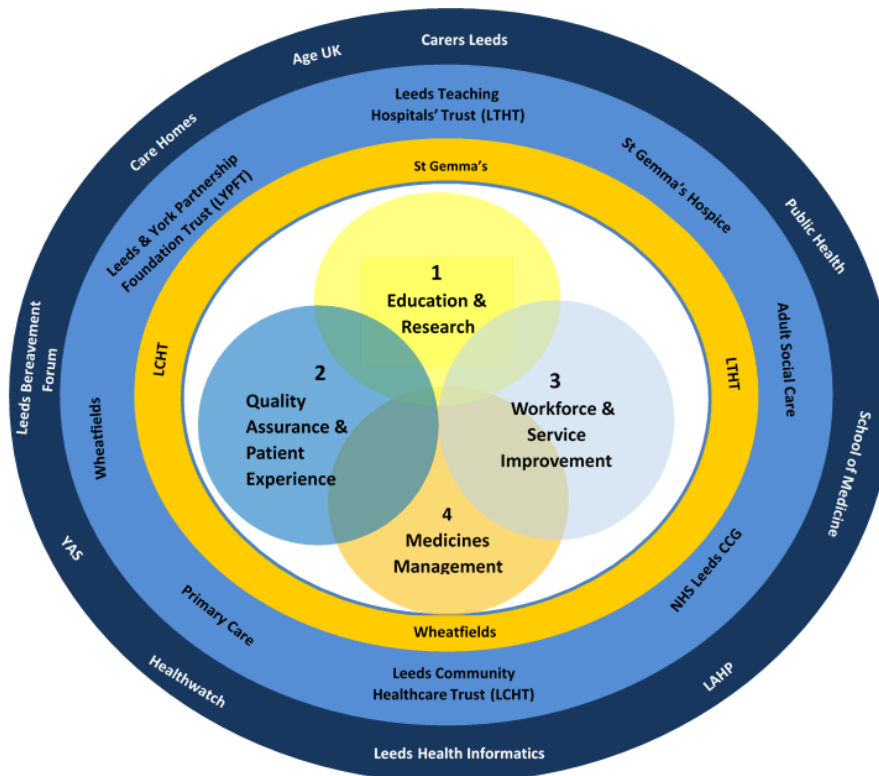 Carers Leeds
Age UK
Care Homes
Public Health
Leeds Bereavement
Forum
School of Medicine
YAS
LAHP
Healthwatch
Leeds Health Informatics
Leeds Teaching
Hospitals' Trust (LTHT)
Leeds & York Partnership
Foundation Trust (LYPFT)
St Gemma's Hospice
Adult Social Care
Wheatfields
NHS Leeds CCG
Primary Care
Leeds Community
Healthcare Trust (LCHT)
St Gemma's
LCHT
LTHT
Wheatfields
1
Education &
Research
2
Quality
Assurance &
Patient
Experience
3
Workforce &
Service
Improvement
4
Medicines
Management